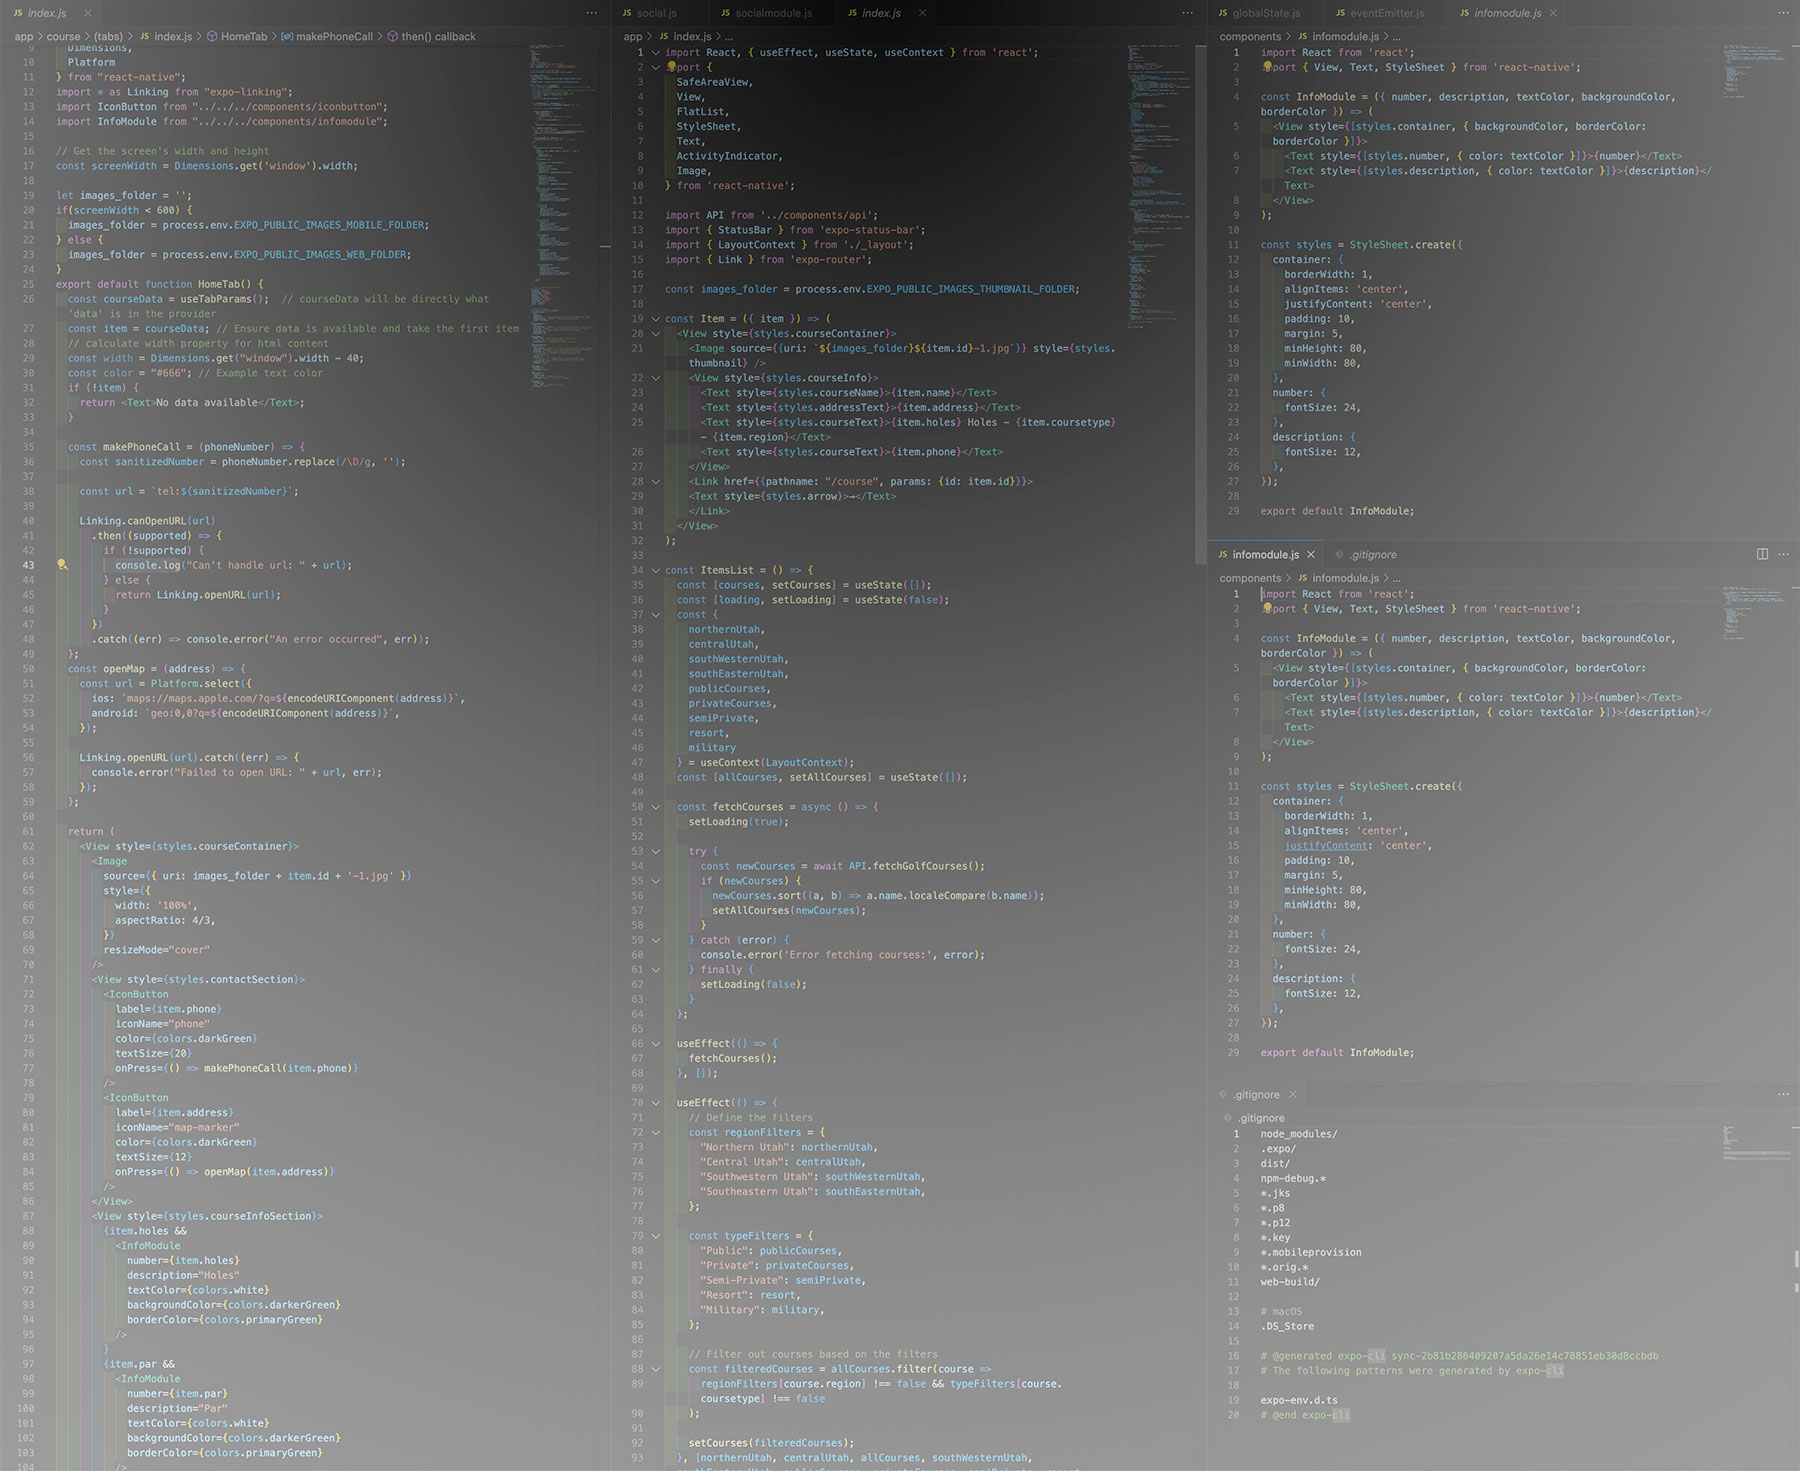 index.js
app > course > (tabs) > JS index.js > HomeTab > makePhoneCall > then() callback
9 Dimensions,
10 Platform
11 } from "react-native";
12 import * as Linking from "expo-linking";
13 import IconButton from "../../../components/iconbutton";
14 import InfoModule from "../../../components/infomodule";
15
16 // Get the screen's width and height
17 const screenWidth = Dimensions.get('window').width;
18
19 let images_folder = '';
20 if(screenWidth < 600) {
21 images_folder = process.env.EXPO_PUBLIC_IMAGES_MOBILE_FOLDER;
22 } else {
23 images_folder = process.env.EXPO_PUBLIC_IMAGES_WEB_FOLDER;
24 }
25 export default function HomeTab() {
26 const courseData = useTabParams(); // courseData will be directly what
'data' is in the provider
27 const item = courseData; // Ensure data is available and take the first item
28 // calculate width property for html content
29 const width = Dimensions.get("window").width - 40;
30 const color = "#666"; // Example text color
31 if (!item) {
32 return <Text>No data available</Text>;
33 }
34
35 const makePhoneCall = (phoneNumber) => {
36 const sanitizedNumber = phoneNumber.replace(/\D/g, '');
37
38 const url = `tel:${sanitizedNumber}`;
39
40 Linking.canOpenURL(url)
41 .then((supported) => {
42 if (!supported) {
43 console.log("Can't handle url: " + url);
44 } else {
45 return Linking.openURL(url);
46 }
47 })
48 .catch((err) => console.error("An error occurred", err));
49 };
50 const openMap = (address) => {
51 const url = Platform.select({
52 ios: `maps://maps.apple.com/?q=${encodeURIComponent(address)}`,
53 android: `geo:0,0?q=${encodeURIComponent(address)}`,
54 });
55
56 Linking.openURL(url).catch((err) => {
57 console.error("Failed to open URL: " + url, err);
58 });
59 };
60
61 return (
62 <View style={styles.courseContainer}>
63 <Image
64 source={{ uri: images_folder + item.id + '-1.jpg' }}
65 style={{
66 width: '100%',
67 aspectRatio: 4/3,
68 }}
69 resizeMode="cover"
70 />
71 <View style={styles.contactSection}>
72 <IconButton
73 label={item.phone}
74 iconName="phone"
75 color={colors.darkGreen}
76 textSize={20}
77 onPress={() => makePhoneCall(item.phone)}
78 />
79 <IconButton
80 label={item.address}
81 iconName="map-marker"
82 color={colors.darkGreen}
83 textSize={12}
84 onPress={() => openMap(item.address)}
85 />
86 </View>
87 <View style={styles.courseInfoSection}>
88 {item.holes &&
89 <InfoModule
90 number={item.holes}
91 description="Holes"
92 textColor={colors.white}
93 backgroundColor={colors.darkerGreen}
94 borderColor={colors.primaryGreen}
95 />
96 }
97 {item.par &&
98 <InfoModule
99 number={item.par}
100 description="Par"
101 textColor={colors.white}
102 backgroundColor={colors.darkerGreen}
103 borderColor={colors.primaryGreen}
104 />
JS social.js JS socialmodule.js JS index.js
app > JS index.js > ...
1 import React, { useEffect, useState, useContext } from 'react';
2 import {
3 SafeAreaView,
4 View,
5 FlatList,
6 StyleSheet,
7 Text,
8 ActivityIndicator,
9 Image,
10 } from 'react-native';
11
12 import API from '../components/api';
13 import { StatusBar } from 'expo-status-bar';
14 import { LayoutContext } from './_layout';
15 import { Link } from 'expo-router';
16
17 const images_folder = process.env.EXPO_PUBLIC_IMAGES_THUMBNAIL_FOLDER;
18
19 const Item = ({ item }) => (
20 <View style={styles.courseContainer}>
21 <Image source={{uri: `${images_folder}${item.id}-1.jpg`}} style={styles.
thumbnail} />
22 <View style={styles.courseInfo}>
23 <Text style={styles.courseName}>{item.name}</Text>
24 <Text style={styles.addressText}>{item.address}</Text>
25 <Text style={styles.courseText}>{item.holes} Holes - {item.coursetype}
- {item.region}</Text>
26 <Text style={styles.courseText}>{item.phone}</Text>
27 </View>
28 <Link href={{pathname: "/course", params: {id: item.id}}}>
29 <Text style={styles.arrow}>→</Text>
30 </Link>
31 </View>
32 );
33
34 const ItemsList = () => {
35 const [courses, setCourses] = useState([]);
36 const [loading, setLoading] = useState(false);
37 const {
38 northernUtah,
39 centralUtah,
40 southWesternUtah,
41 southEasternUtah,
42 publicCourses,
43 privateCourses,
44 semiPrivate,
45 resort,
46 military
47 } = useContext(LayoutContext);
48 const [allCourses, setAllCourses] = useState([]);
49
50 const fetchCourses = async () => {
51 setLoading(true);
52
53 try {
54 const newCourses = await API.fetchGolfCourses();
55 if (newCourses) {
56 newCourses.sort((a, b) => a.name.localeCompare(b.name));
57 setAllCourses(newCourses);
58 }
59 } catch (error) {
60 console.error('Error fetching courses:', error);
61 } finally {
62 setLoading(false);
63 }
64 };
65
66 useEffect(() => {
67 fetchCourses();
68 }, []);
69
70 useEffect(() => {
71 // Define the filters
72 const regionFilters = {
73 "Northern Utah": northernUtah,
74 "Central Utah": centralUtah,
75 "Southwestern Utah": southWesternUtah,
76 "Southeastern Utah": southEasternUtah,
77 };
78
79 const typeFilters = {
80 "Public": publicCourses,
81 "Private": privateCourses,
82 "Semi-Private": semiPrivate,
83 "Resort": resort,
84 "Military": military,
85 };
86
87 // Filter out courses based on the filters
88 const filteredCourses = allCourses.filter(course =>
89 regionFilters[course.region] !== false && typeFilters[course.
coursetype] !== false
90 );
91
92 setCourses(filteredCourses);
93 }, [northernUtah, centralUtah, allCourses, southWesternUtah,
JS globalState.js JS eventEmitter.js JS infomodule.js
components > JS infomodule.js > ...
1 import React from 'react';
2 import { View, Text, StyleSheet } from 'react-native';
3
4 const InfoModule = ({ number, description, textColor, backgroundColor,
borderColor }) => (
5 <View style={[styles.container, { backgroundColor, borderColor:
borderColor }]}>
6 <Text style={[styles.number, { color: textColor }]}>{number}</Text>
7 <Text style={[styles.description, { color: textColor }]}>{description}</
Text>
8 </View>
9 );
10
11 const styles = StyleSheet.create({
12 container: {
13 borderWidth: 1,
14 alignItems: 'center',
15 justifyContent: 'center',
16 padding: 10,
17 margin: 5,
18 minHeight: 80,
19 minWidth: 80,
20 },
21 number: {
22 fontSize: 24,
23 },
24 description: {
25 fontSize: 12,
26 },
27 });
28
29 export default InfoModule;
JS infomodule.js .gitignore
components > JS infomodule.js > ...
1 import React from 'react';
2 import { View, Text, StyleSheet } from 'react-native';
3
4 const InfoModule = ({ number, description, textColor, backgroundColor,
borderColor }) => (
5 <View style={[styles.container, { backgroundColor, borderColor:
borderColor }]}>
6 <Text style={[styles.number, { color: textColor }]}>{number}</Text>
7 <Text style={[styles.description, { color: textColor }]}>{description}</
Text>
8 </View>
9 );
10
11 const styles = StyleSheet.create({
12 container: {
13 borderWidth: 1,
14 alignItems: 'center',
15 justifyContent: 'center',
16 padding: 10,
17 margin: 5,
18 minHeight: 80,
19 minWidth: 80,
20 },
21 number: {
22 fontSize: 24,
23 },
24 description: {
25 fontSize: 12,
26 },
27 });
28
29 export default InfoModule;
.gitignore
.gitignore
1 node_modules/
2 .expo/
3 dist/
4 npm-debug.*
5 *.jks
6 *.p8
7 *.p12
8 *.key
9 *.mobileprovision
10 *.orig.*
11 web-build/
12
13 # macOS
14 .DS_Store
15
16 # @generated expo-cli sync-2b81b286409207a5da26e14c78851eb30d8ccbdb
17 # The following patterns were generated by expo-cli
18
19 expo-env.d.ts
20 # @end expo-cli